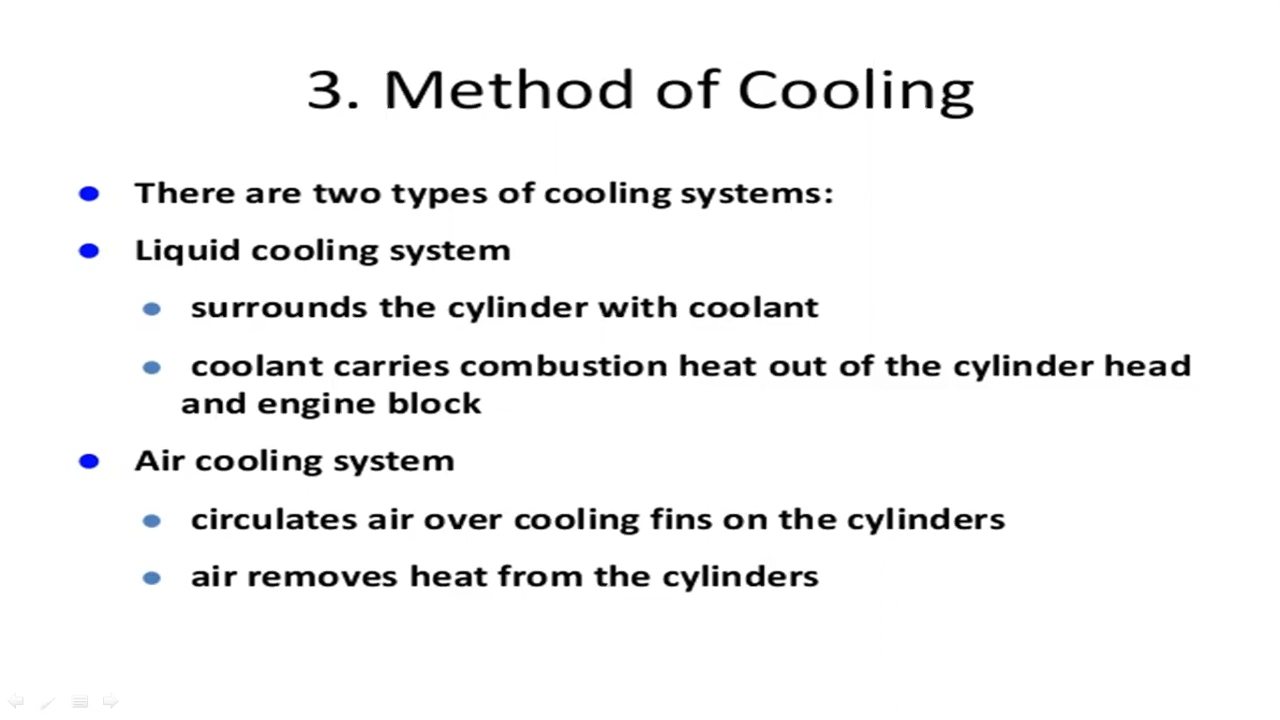 3. Method of Cooling
There are two types of cooling systems:
Liquid cooling system
surrounds the cylinder with coolant
coolant carries combustion heat out of the cylinder head
and engine block
Air cooling system
circulates air over cooling fins on the cylinders
air removes heat from the cylinders